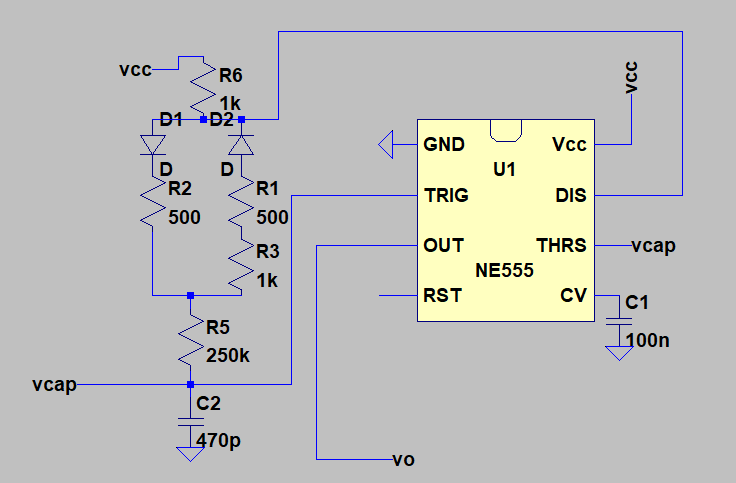 vcc
R6
1k
D1
D2
D
D
R2
500
R1
500
R3
1k
R5
250k
vcap
C2
470p
vcc
GND
Vcc
U1
TRIG
DIS
OUT
THRS
vcap
NE555
RST
CV
C1
100n
vo